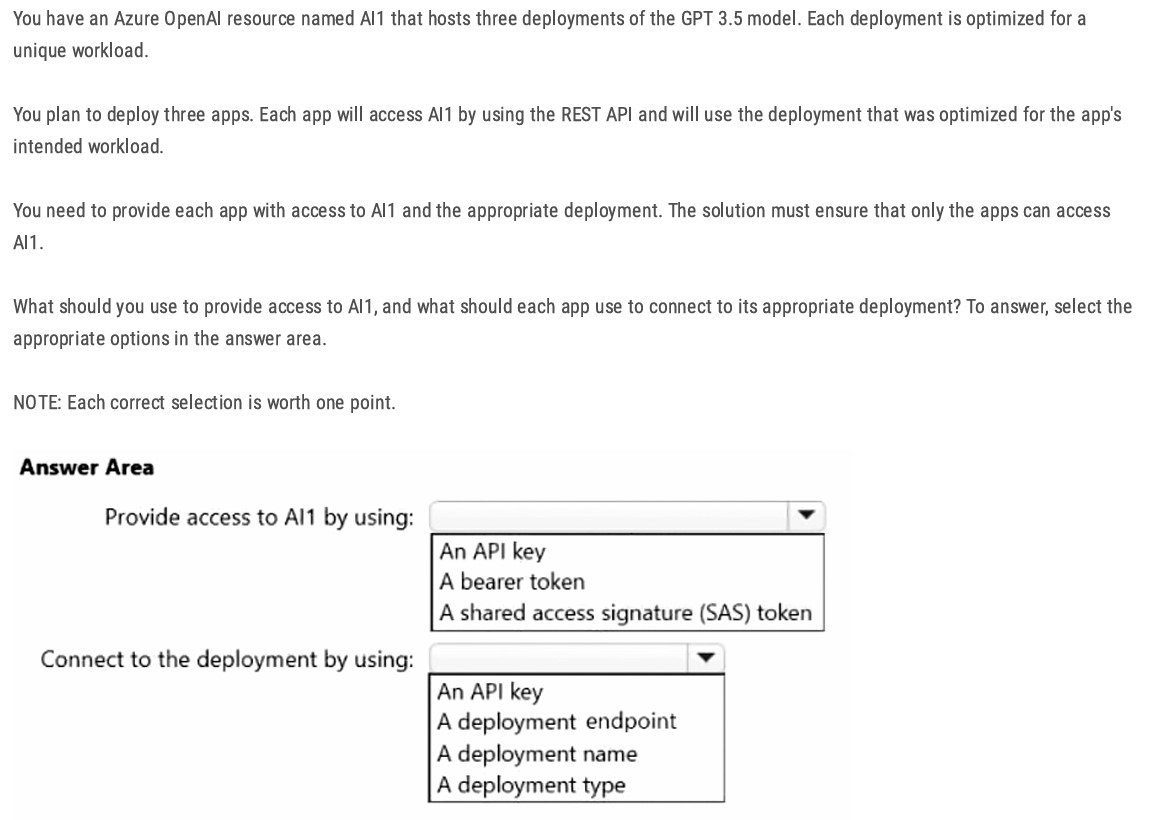 You have an Azure OpenAI resource named AI1 that hosts three deployments of the GPT 3.5 model. Each deployment is optimized for a
unique workload.
You plan to deploy three apps. Each app will access AI1 by using the REST API and will use the deployment that was optimized for the app's
intended workload.
You need to provide each app with access to AI1 and the appropriate deployment. The solution must ensure that only the apps can access
AI1.
What should you use to provide access to AI1, and what should each app use to connect to its appropriate deployment? To answer, select the
appropriate options in the answer area.
NOTE: Each correct selection is worth one point.
Answer Area
Provide access to AI1 by using:
An API key
A bearer token
A shared access signature (SAS) token
Connect to the deployment by using:
An API key
A deployment endpoint
A deployment name
A deployment type